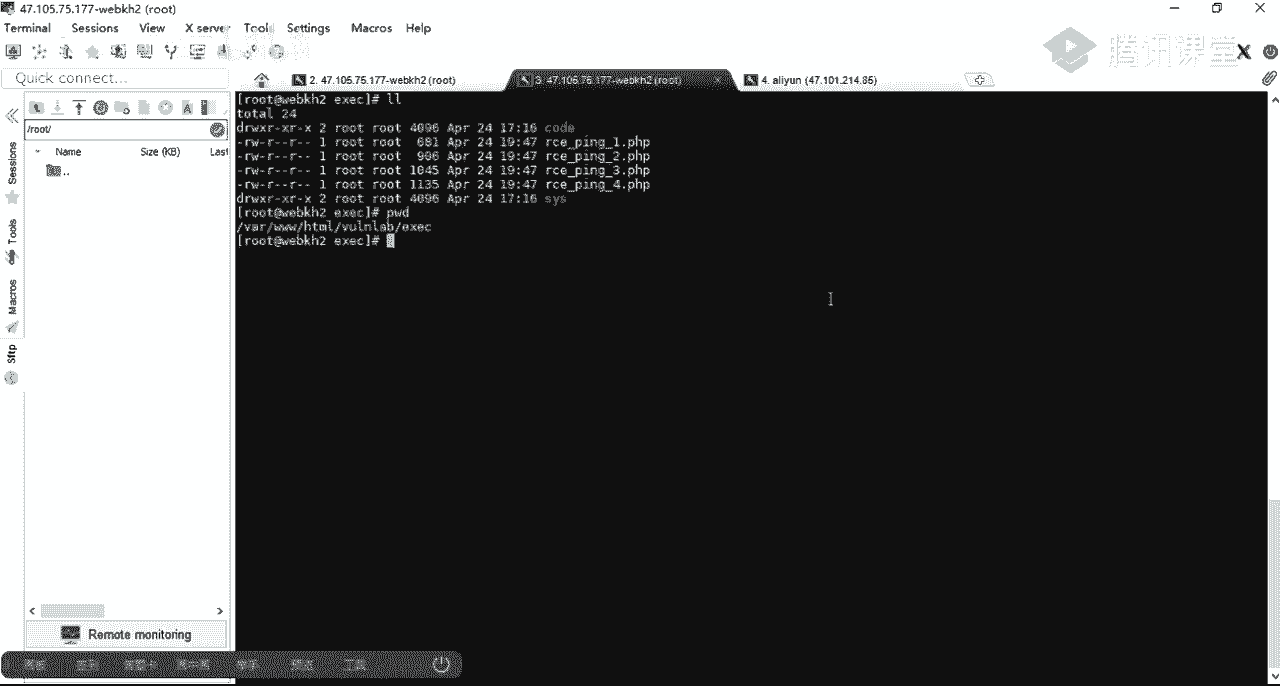 47.105.75.177-webkh2 (root)
Terminal Sessions View X server Tools Settings Macros Help
腾讯课堂
Quick connect...
2. 47.105.75.177-webkh2 (root)
3. 47.105.75.177-webkh2 (root)
4. aliyun (47.101.214.85)
/root/
Name Size (KB) Last
..
Sessions
Tools
Macros
Sftp
[root@webkh2 exec]# ll
total 24
drwxr-xr-x 2 root root 4096 Apr 24 17:16 code
-rw-r--r-- 1 root root 681 Apr 24 19:47 rce_ping_1.php
-rw-r--r-- 1 root root 906 Apr 24 19:47 rce_ping_2.php
-rw-r--r-- 1 root root 1045 Apr 24 19:47 rce_ping_3.php
-rw-r--r-- 1 root root 1135 Apr 24 19:47 rce_ping_4.php
drwxr-xr-x 2 root root 4096 Apr 24 17:16 sys
[root@webkh2 exec]# pwd
/var/www/html/vulnlab/exec
[root@webkh2 exec]#
Remote monitoring